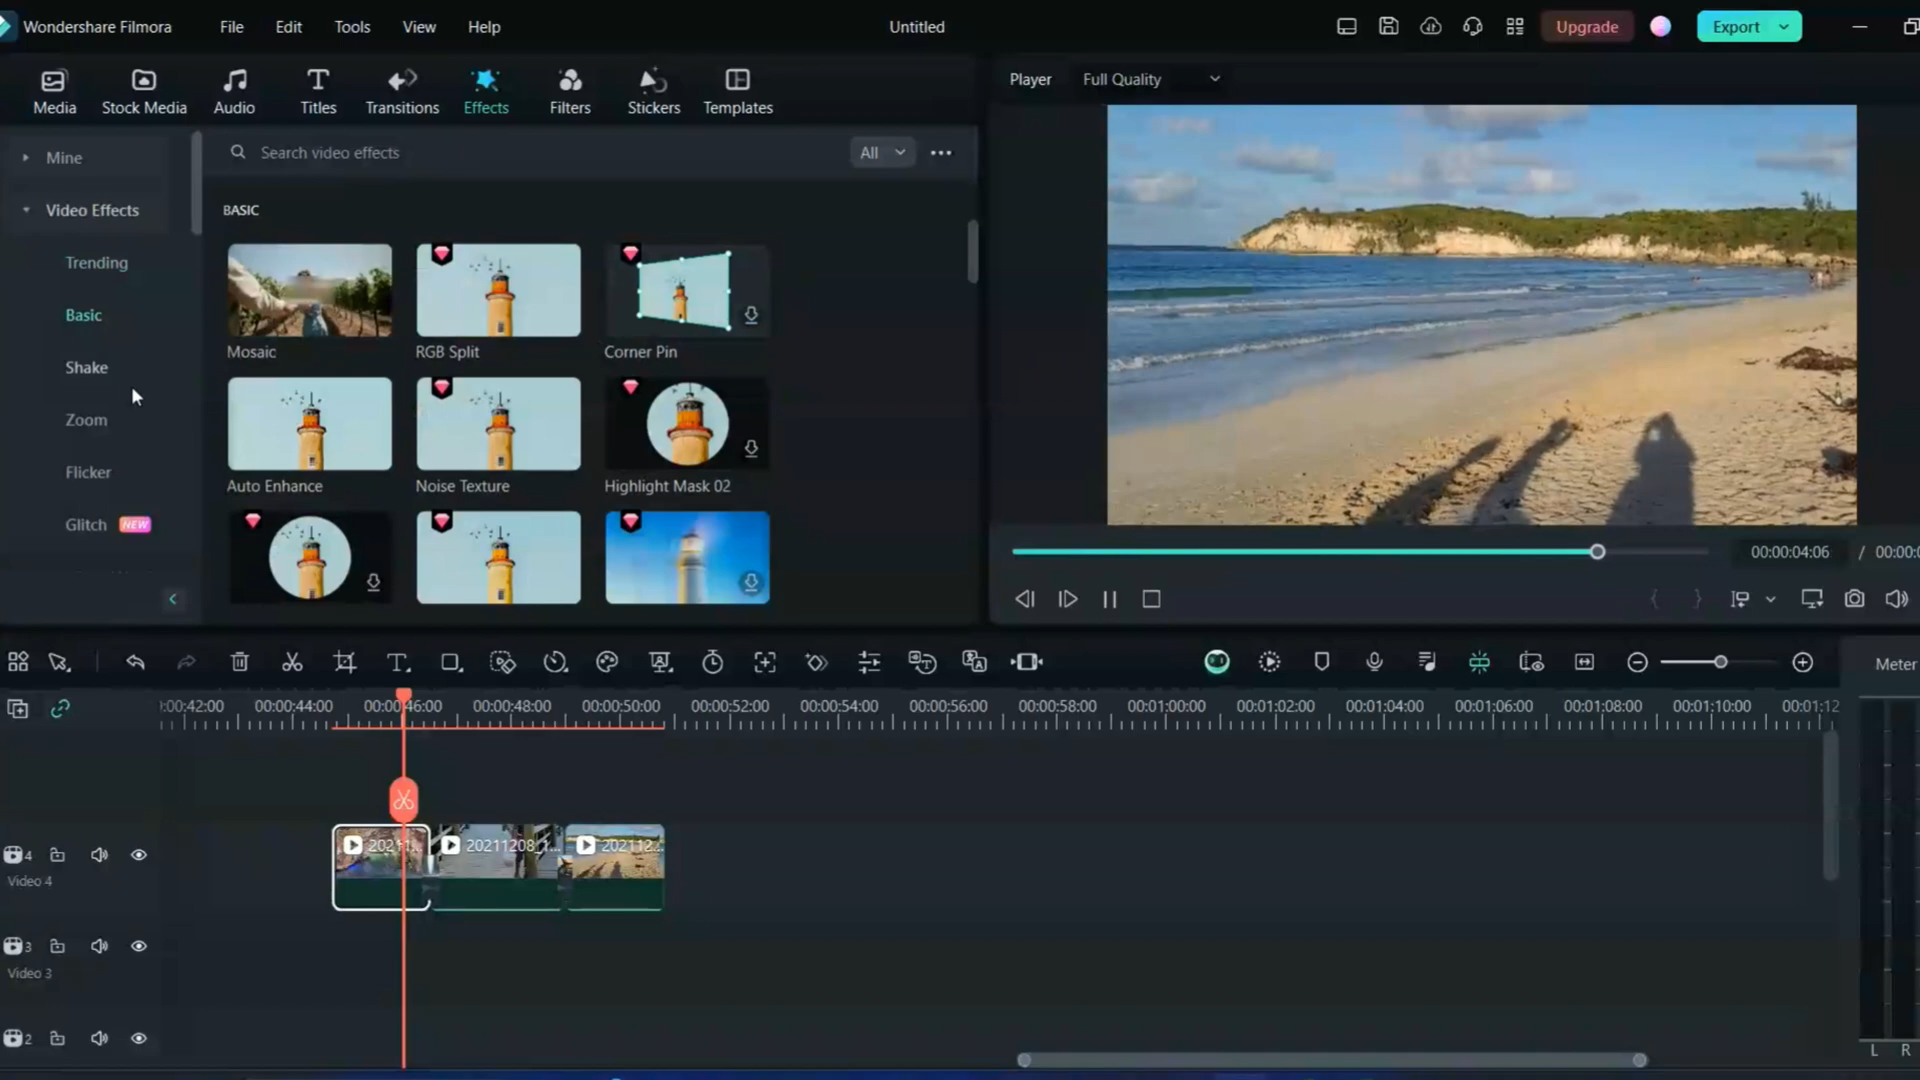 Wondershare Filmora File Edit Tools View Help Untitled Upgrade Export
Media Stock Media Audio Titles Transitions Effects Filters Stickers Templates
Player Full Quality
Mine
Search video effects All
Video Effects
BASIC
Trending
Basic
Shake
Zoom
Flicker
Glitch NEW
Mosaic RGB Split Corner Pin
Auto Enhance Noise Texture Highlight Mask 02
00:00:04:06 / 00:00:0
Meter
:00:42:00 00:00:44:00 00:00:46:00 00:00:48:00 00:00:50:00 00:00:52:00 00:00:54:00 00:00:56:00 00:00:58:00 00:01:00:00 00:01:02:00 00:01:04:00 00:01:06:00 00:01:08:00 00:01:10:00 00:01:12
4 20211... 20211208_1... 202112...
Video 4
3
Video 3
2
L R